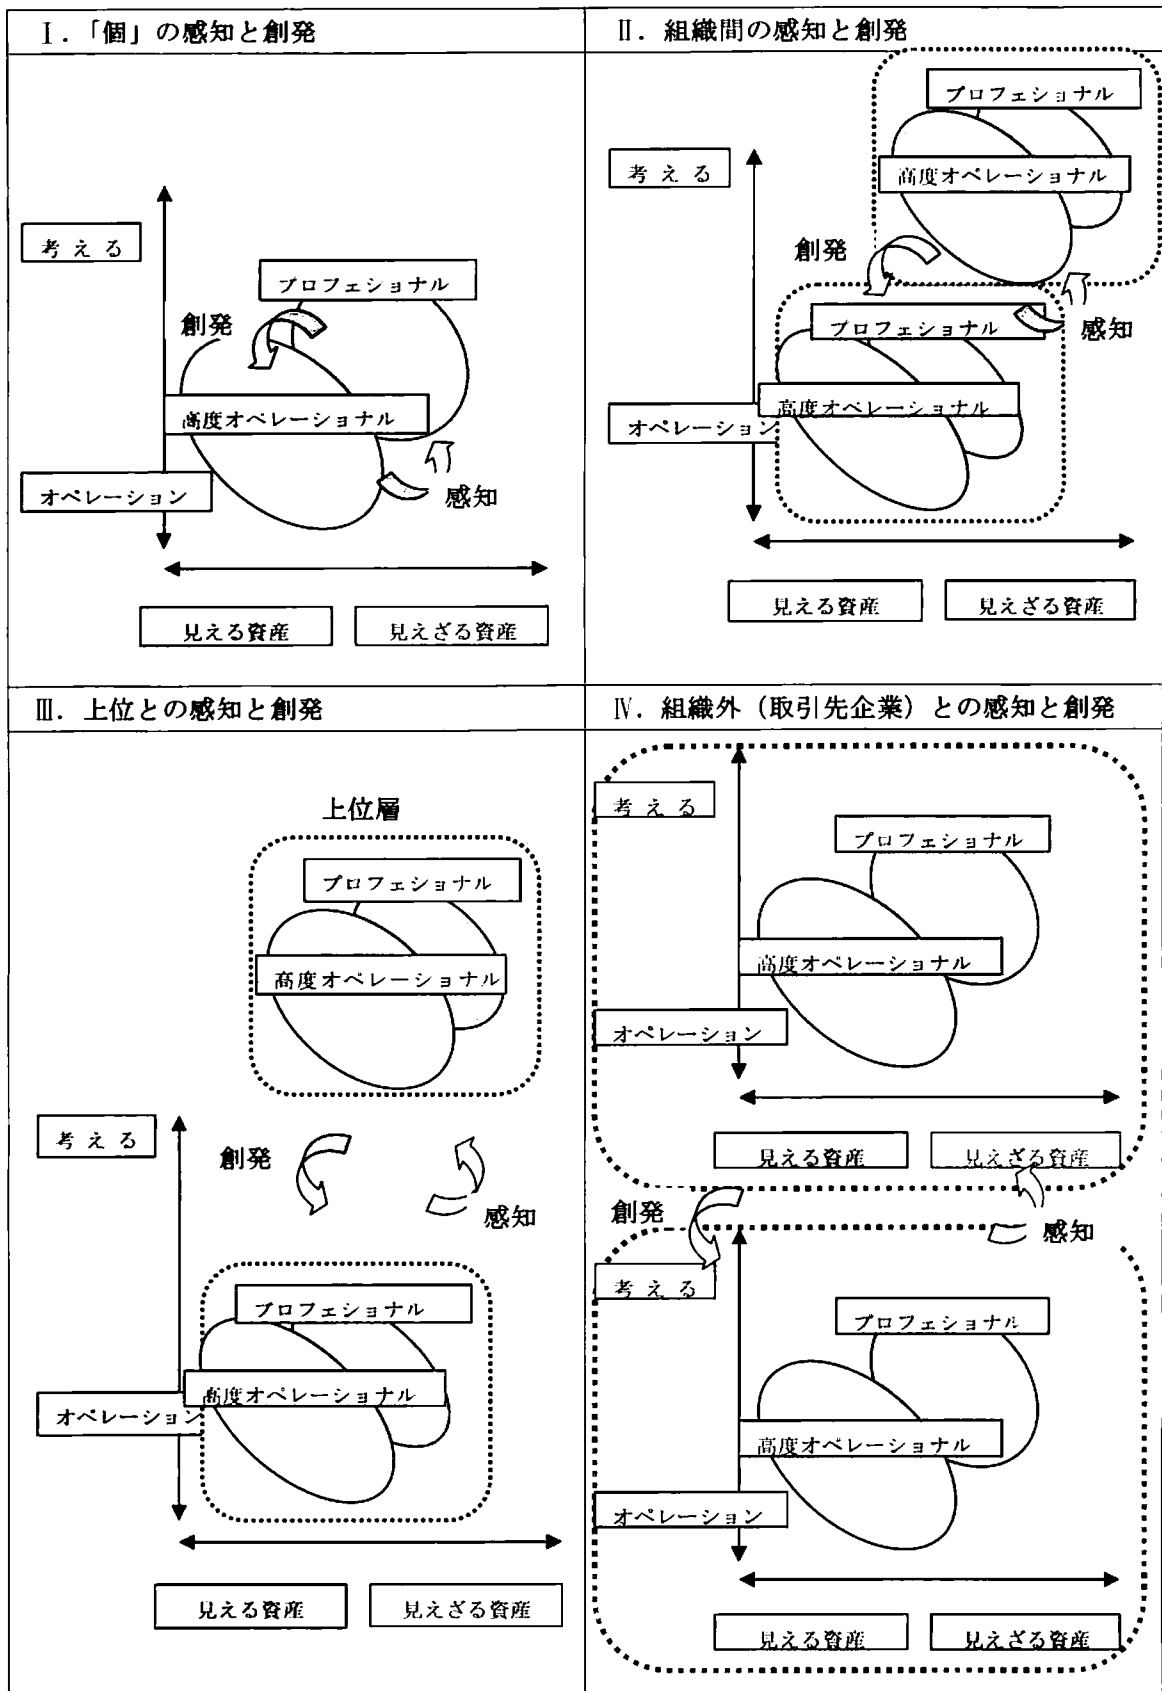 Ⅰ．「個」の感知と創発
考える
プロフェショナル
創発
高度オペレーショナル
オペレーション
感知
見える資産
見えざる資産
Ⅱ．組織間の感知と創発
プロフェショナル
考える
高度オペレーショナル
創発
プロフェショナル
感知
高度オペレーショナル
オペレーション
見える資産
見えざる資産
Ⅲ．上位との感知と創発
上位層
プロフェショナル
高度オペレーショナル
考える
創発
感知
プロフェショナル
高度オペレーショナル
オペレーション
見える資産
見えざる資産
Ⅳ．組織外（取引先企業）との感知と創発
考える
プロフェショナル
高度オペレーショナル
オペレーション
見える資産
見えざる資産
創発
感知
考える
プロフェショナル
高度オペレーショナル
オペレーション
見える資産
見えざる資産